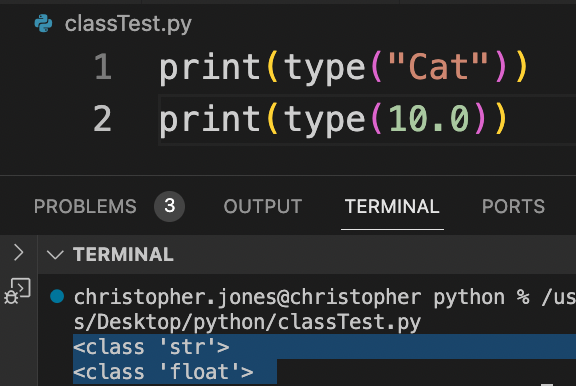 classTest.py
1 print(type("Cat"))
2 print(type(10.0))
PROBLEMS 3 OUTPUT TERMINAL PORTS
TERMINAL
christopher.jones@christopher python % /us
s/Desktop/python/classTest.py
<class 'str'>
<class 'float'>